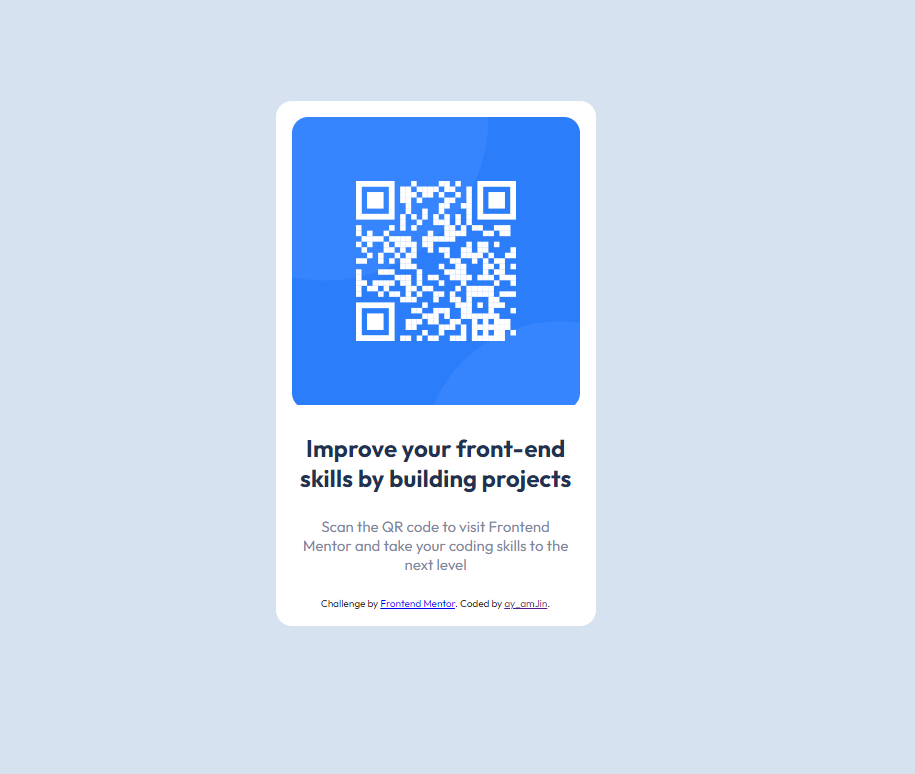 Improve your front-end
skills by building projects
Scan the QR code to visit Frontend
Mentor and take your coding skills to the
next level
Challenge by Frontend Mentor. Coded by ay_amJin.